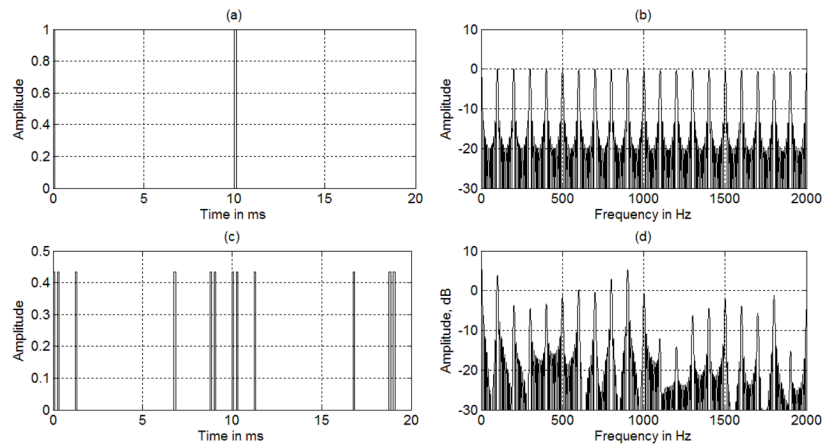 (a)
1
0.8
0.6
0.4
0.2
0
Amplitude
0 5 10 15 20
Time in ms
(b)
10
0
-10
-20
-30
Amplitude
0 500 1000 1500 2000
Frequency in Hz
(c)
0.5
0.4
0.3
0.2
0.1
0
Amplitude
0 5 10 15 20
Time in ms
(d)
10
0
-10
-20
-30
Amplitude, dB
0 500 1000 1500 2000
Frequency in Hz